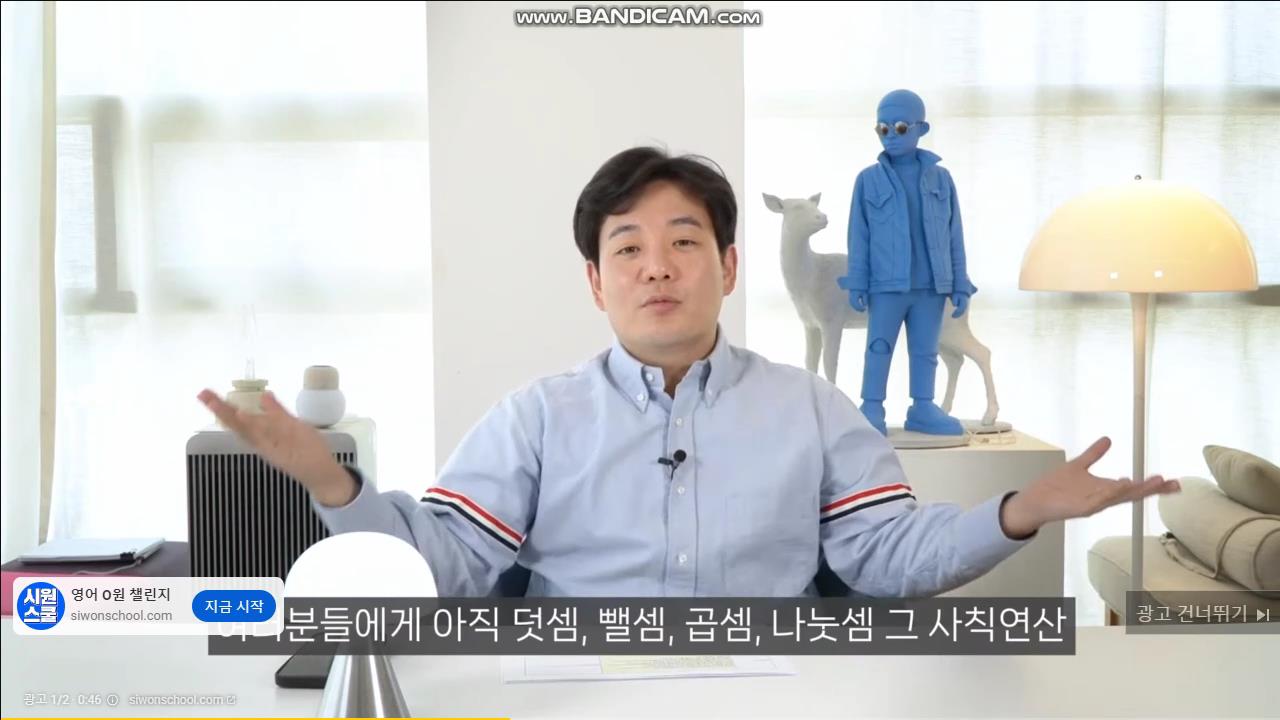 www.BANDICAM.com
시원
스쿨
영어 0원 챌린지
siwonschool.com
지금 시작
여러분들에게 아직 덧셈, 뺄셈, 곱셈, 나눗셈 그 사칙연산
광고 건너뛰기
광고 1/2 · 0:46
siwonschool.com